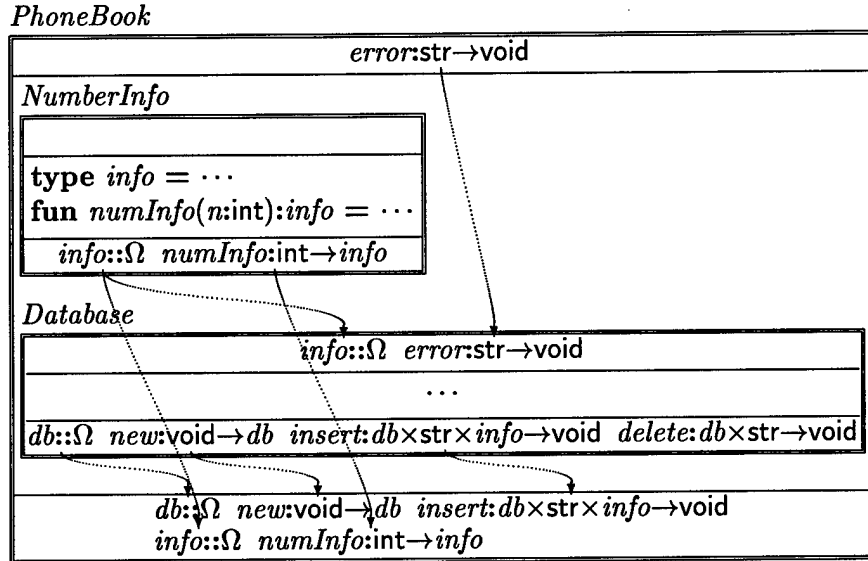 PhoneBook
error:str→void
NumberInfo
type info = ⋯
fun numInfo(n:int):info = ⋯
info::Ω numInfo:int→info
Database
info::Ω error:str→void
⋯
db::Ω new:void→db insert:db×str×info→void delete:db×str→void
db::Ω new:void→db insert:db×str×info→void
info::Ω numInfo:int→info